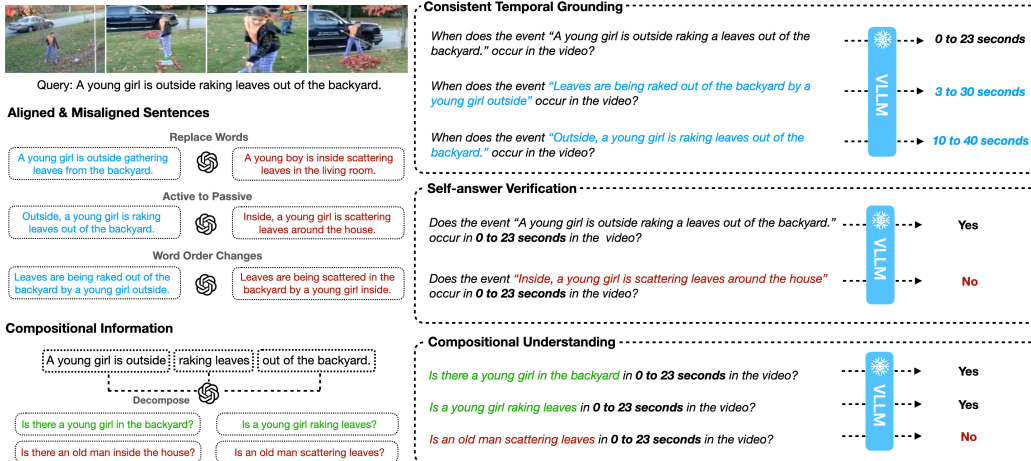 Query: A young girl is outside raking leaves out of the backyard.
Aligned & Misaligned Sentences
Replace Words
A young girl is outside gathering
leaves from the backyard.
A young boy is inside scattering
leaves in the living room.
Active to Passive
Outside, a young girl is raking
leaves out of the backyard.
Inside, a young girl is scattering
leaves around the house.
Word Order Changes
Leaves are being raked out of the
backyard by a young girl outside.
Leaves are being scattered in the
backyard by a young girl inside.
Compositional Information
A young girl is outside raking leaves out of the backyard.
Decompose
Is there a young girl in the backyard?
Is a young girl raking leaves?
Is there an old man inside the house?
Is an old man scattering leaves?
Consistent Temporal Grounding
When does the event “A young girl is outside raking a leaves out of the
backyard.” occur in the video?
0 to 23 seconds
When does the event “Leaves are being raked out of the backyard by a
young girl outside” occur in the video?
3 to 30 seconds
When does the event “Outside, a young girl is raking leaves out of the
backyard.” occur in the video?
10 to 40 seconds
VLLM
Self-answer Verification
Does the event “A young girl is outside raking a leaves out of the backyard.”
occur in 0 to 23 seconds in the video?
Yes
Does the event “Inside, a young girl is scattering leaves around the house”
occur in 0 to 23 seconds in the video?
No
VLLM
Compositional Understanding
Is there a young girl in the backyard in 0 to 23 seconds in the video?
Yes
Is a young girl raking leaves in 0 to 23 seconds in the video?
Yes
Is an old man scattering leaves in 0 to 23 seconds in the video?
No
VLLM